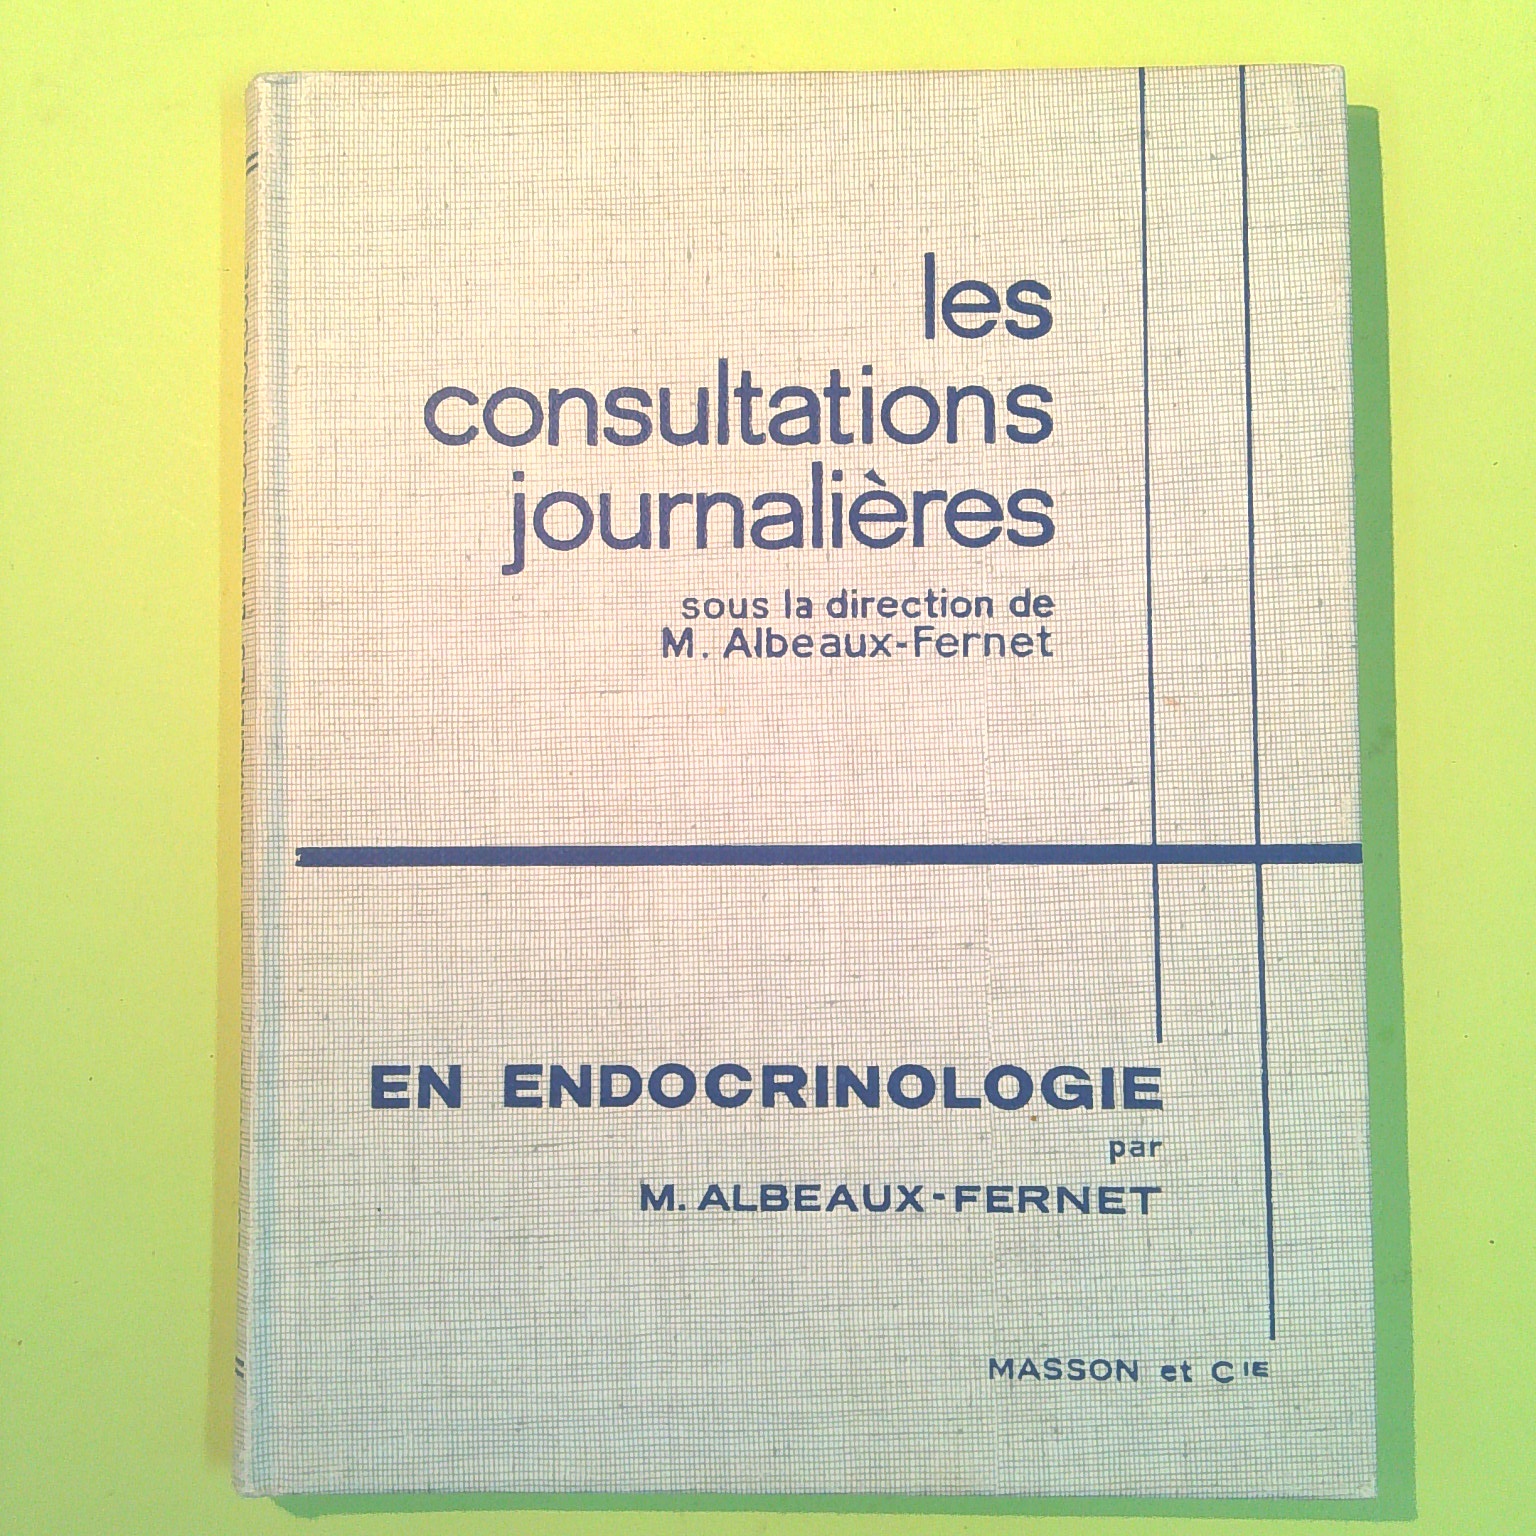 les
consultations
journalières
sous la direction de
M. Albeaux-Fernet
EN ENDOCRINOLOGIE
par
M. ALBEAUX-FERNET
MASSON et CIE